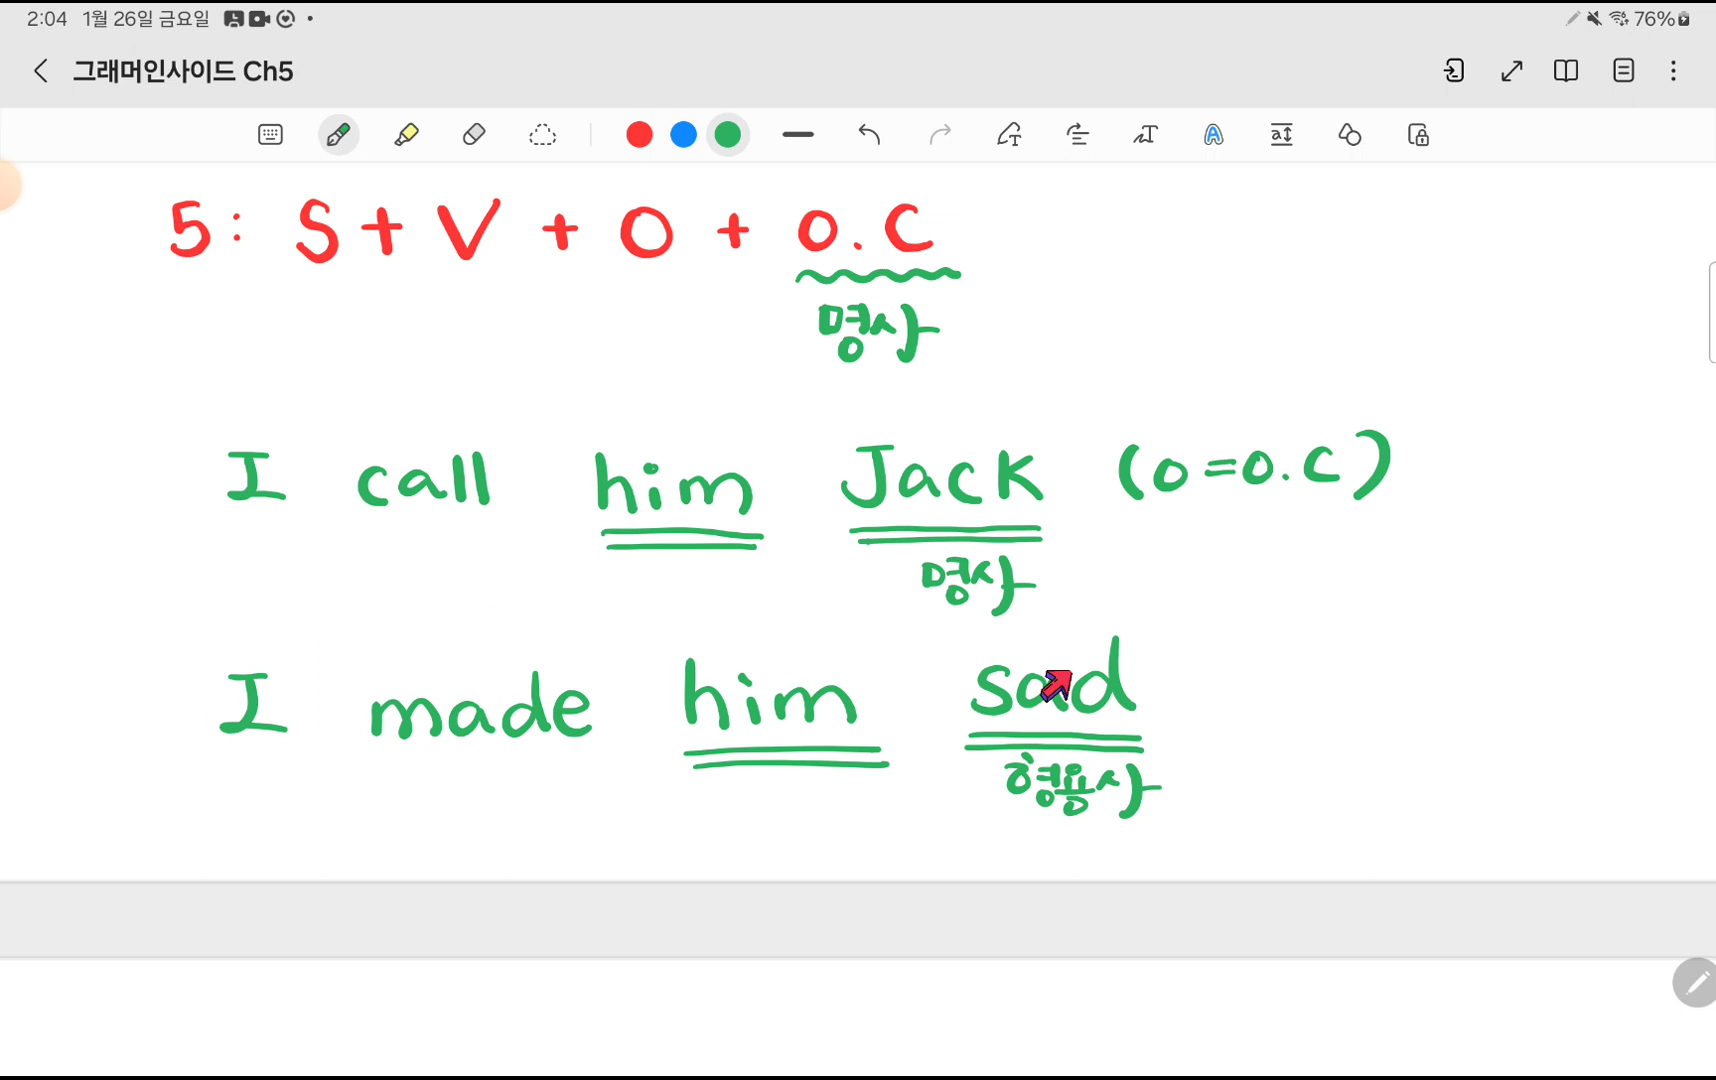 2:04 1월 26일 금요일 76%
그래머인사이드 Ch5
5: S + V + O + O.C
명사
I call him Jack (O=O.C)
명사
I made him sad
형용사